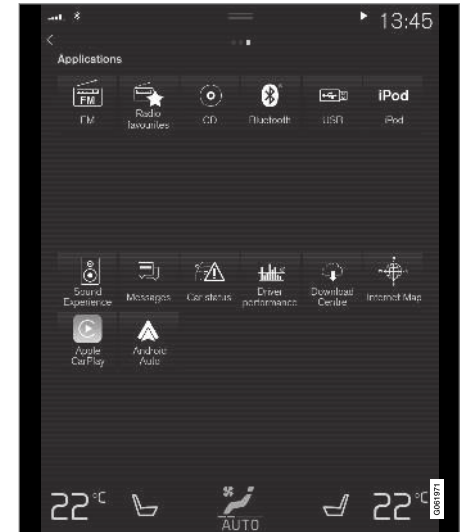 13:45
Applications
FM
iPod
FM
Radio
favourites
CD
Bluetooth
USB
iPod
Sound
Experience
Messages
Car status
Driver
performance
Download
Centre
Internet Map
Apple
CarPlay
Android
Auto
22°C
22°C
AUTO
G061971